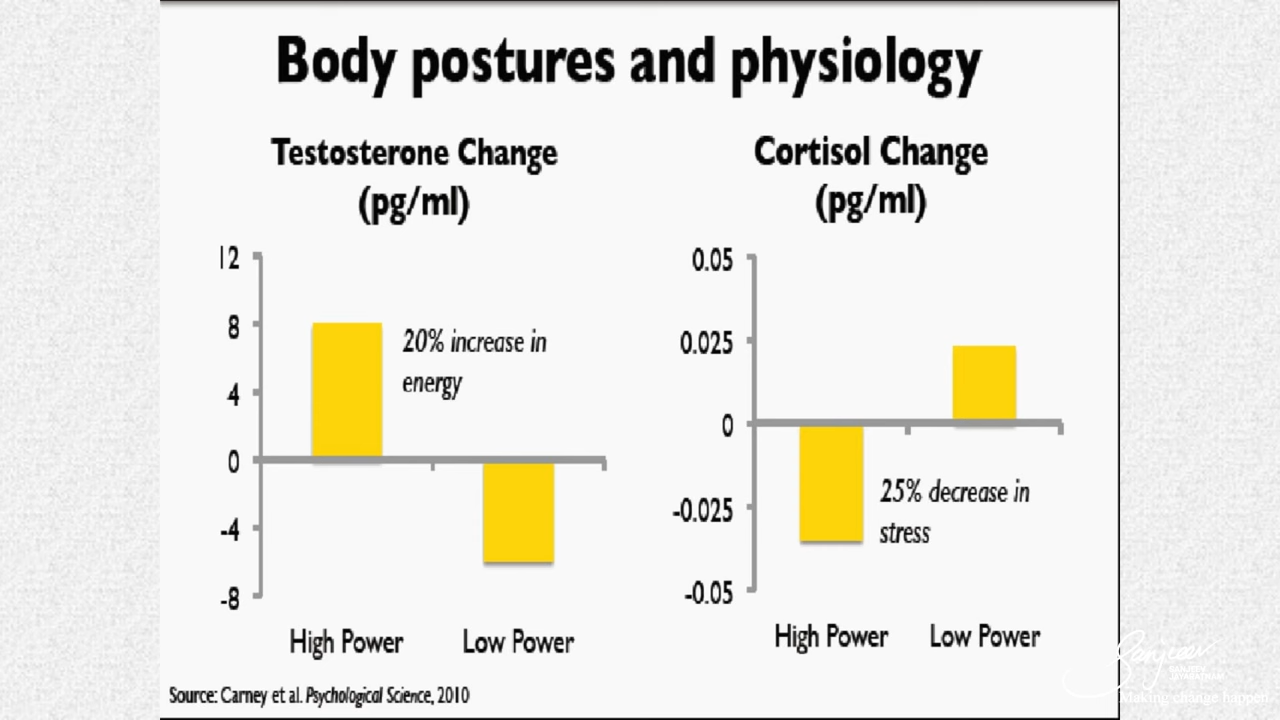 Body postures and physiology
Testosterone Change
(pg/ml)
12
8
4
0
-4
-8
20% increase in
energy
High Power
Low Power
Cortisol Change
(pg/ml)
0.05
0.025
0
-0.025
-0.05
25% decrease in
stress
High Power
Low Power
Source: Carney et al. Psychological Science, 2010
Sanjeev
SANJEEV
Making change happen